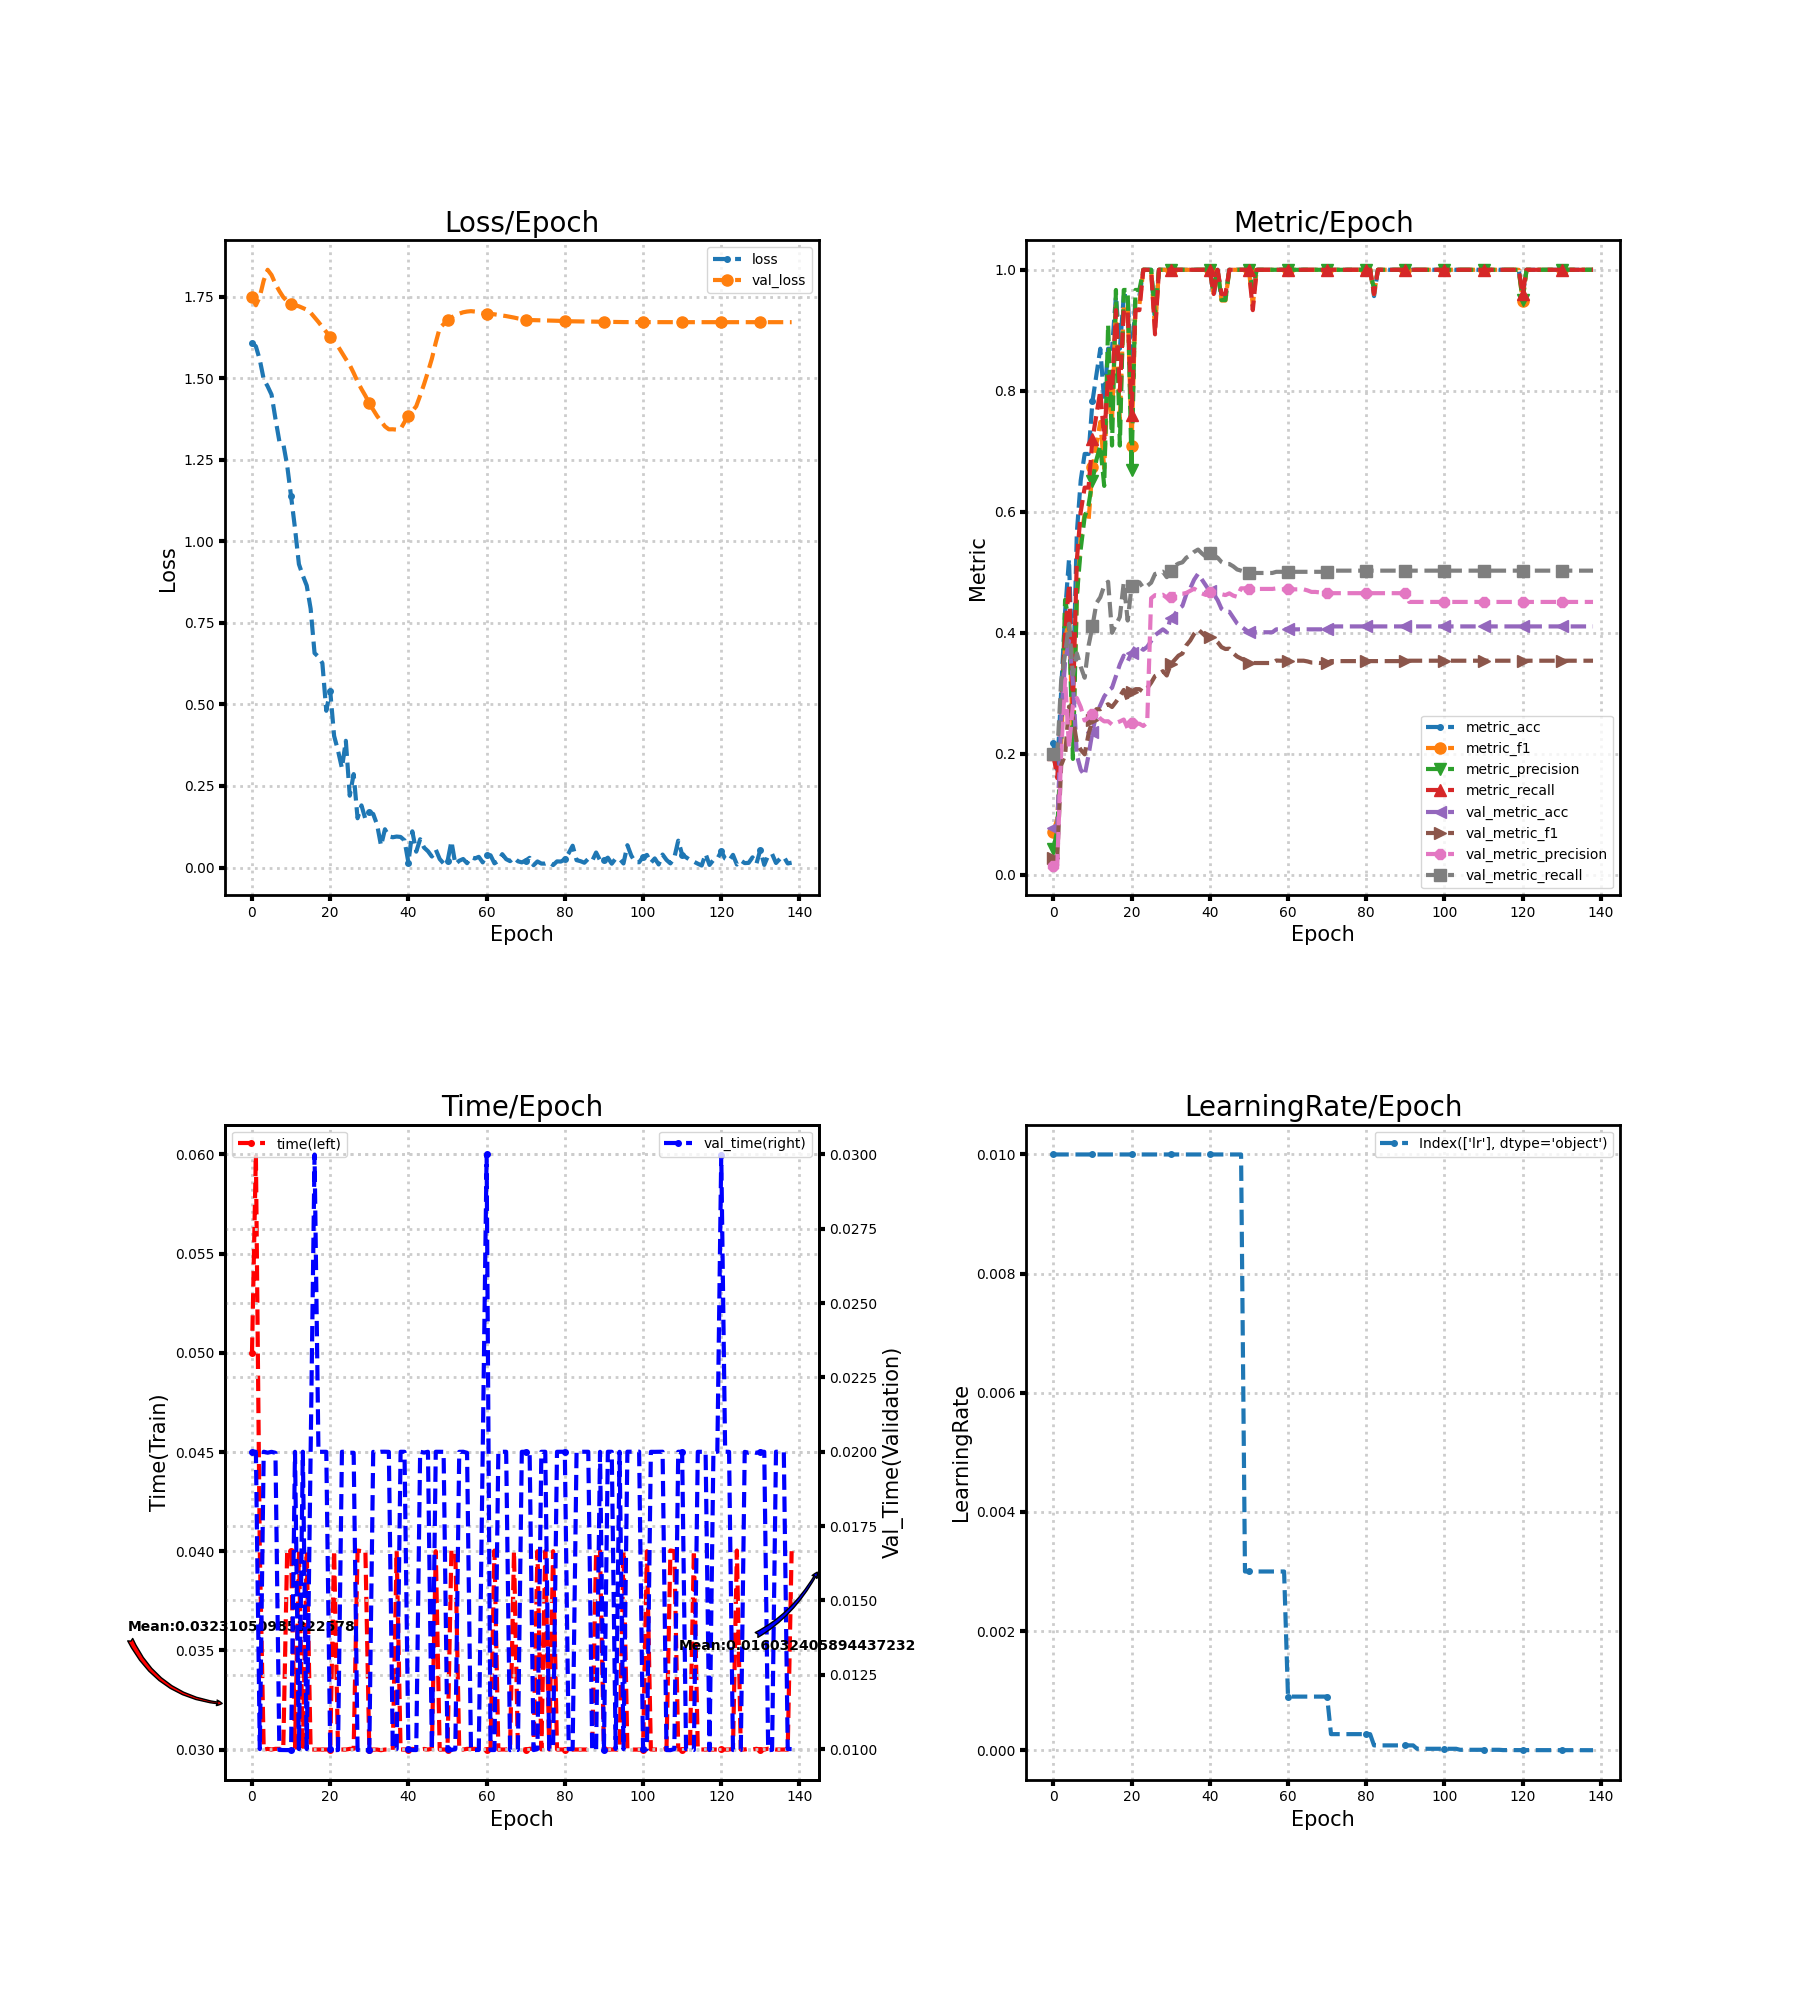 Loss/Epoch
loss
val_loss
1.75
1.50
1.25
1.00
0.75
0.50
0.25
0.00
Loss
0 20 40 60 80 100 120 140
Epoch
Metric/Epoch
1.0
0.8
0.6
0.4
0.2
0.0
Metric
metric_acc
metric_f1
metric_precision
metric_recall
val_metric_acc
val_metric_f1
val_metric_precision
val_metric_recall
0 20 40 60 80 100 120 140
Epoch
Time/Epoch
time(left)
val_time(right)
0.060
0.055
0.050
0.045
0.040
0.035
0.030
Time(Train)
0.0300
0.0275
0.0250
0.0225
0.0200
0.0175
0.0150
0.0125
0.0100
Val_Time(Validation)
Mean:0.016032405894437232
0 20 40 60 80 100 120 140
Epoch
LearningRate/Epoch
Index(['lr'], dtype='object')
0.010
0.008
0.006
0.004
0.002
0.000
LearningRate
0 20 40 60 80 100 120 140
Epoch